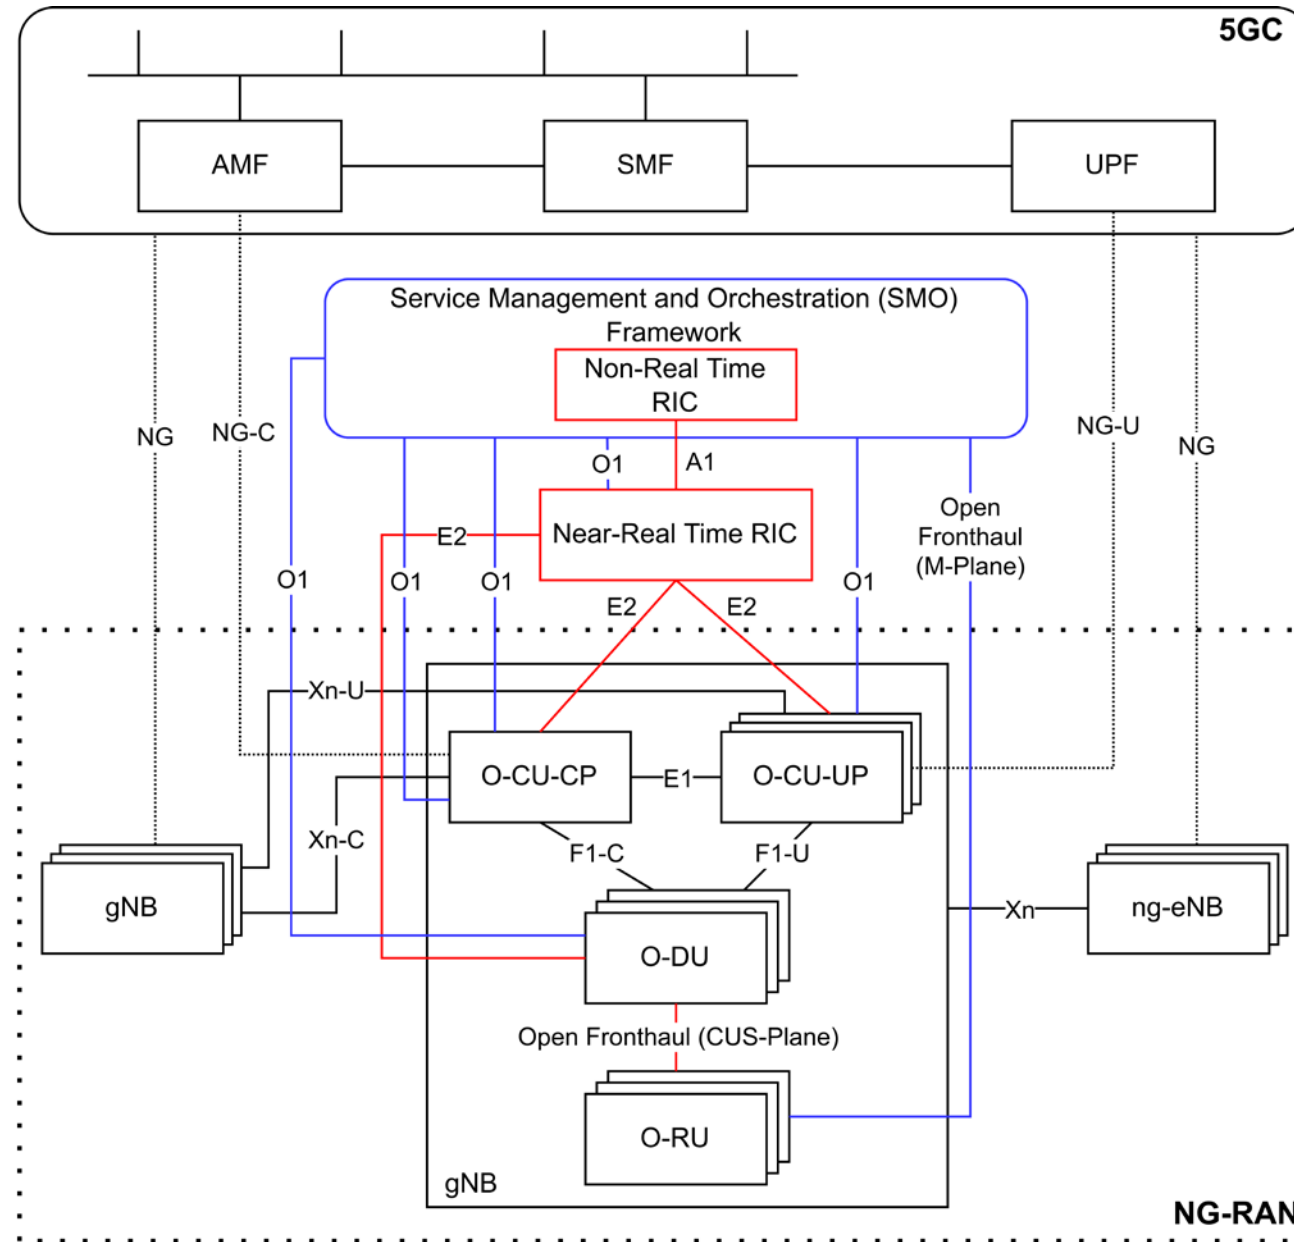 5GC
AMF
SMF
UPF
Service Management and Orchestration (SMO)
Framework
Non-Real Time
RIC
NG
NG-C
NG-U
NG
O1
A1
Open
Fronthaul
(M-Plane)
E2
Near-Real Time RIC
O1
O1
O1
O1
E2
E2
Xn-U
O-CU-CP
E1
O-CU-UP
Xn-C
F1-C
F1-U
gNB
Xn
ng-eNB
O-DU
Open Fronthaul (CUS-Plane)
O-RU
gNB
NG-RAN